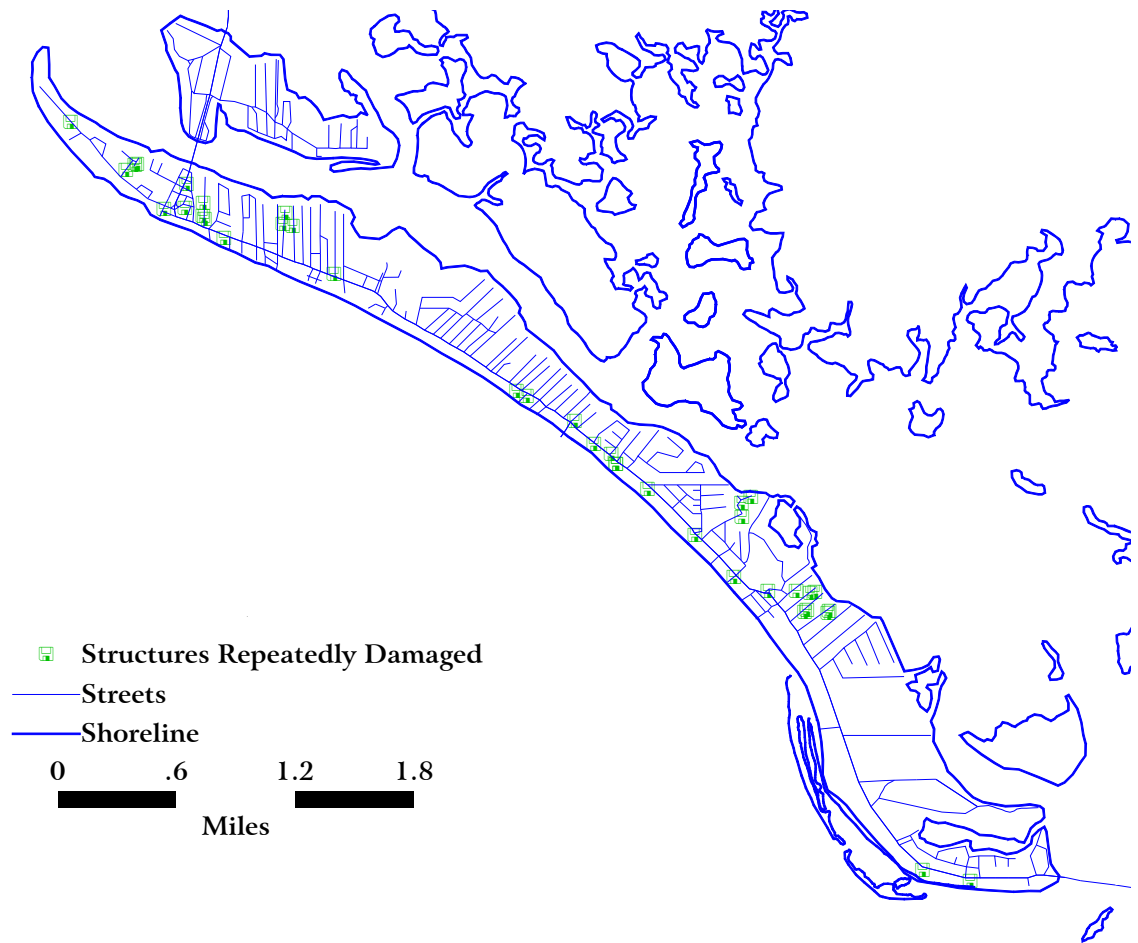 Structures Repeatedly Damaged
Streets
Shoreline
0 .6 1.2 1.8
Miles